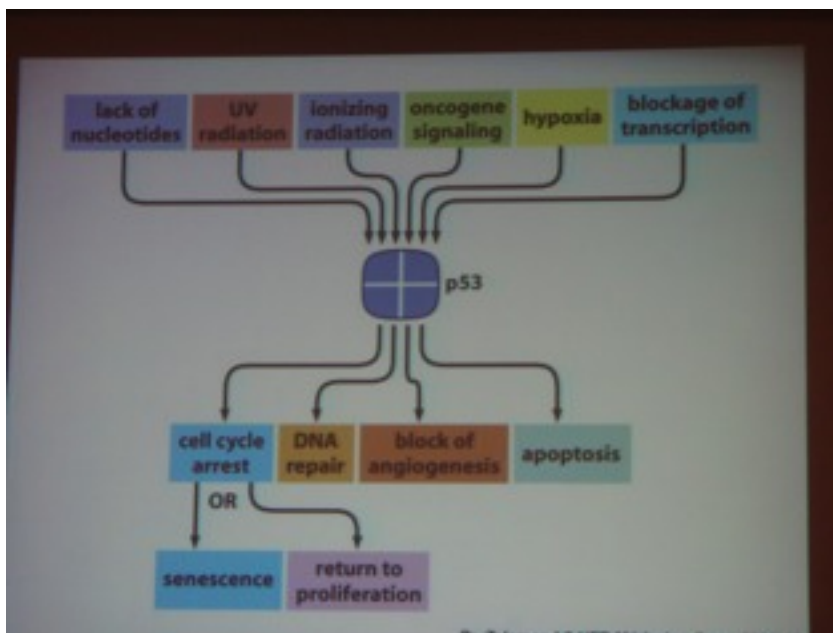 lack of
nucleotides
UV
radiation
ionizing
radiation
oncogene
signaling
hypoxia
blockage of
transcription
p53
cell cycle
arrest
DNA
repair
block of
angiogenesis
apoptosis
OR
senescence
return to
proliferation